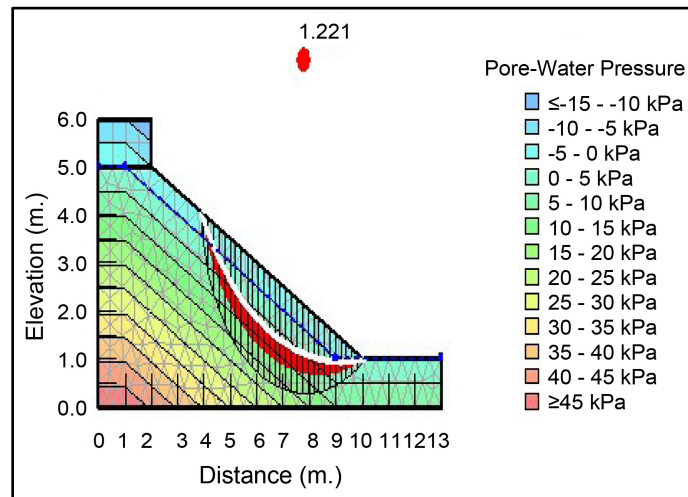 1.221
Pore-Water Pressure
≤-15 - -10 kPa
-10 - -5 kPa
-5 - 0 kPa
0 - 5 kPa
5 - 10 kPa
10 - 15 kPa
15 - 20 kPa
20 - 25 kPa
25 - 30 kPa
30 - 35 kPa
35 - 40 kPa
40 - 45 kPa
≥45 kPa
Elevation (m.)
6.0
5.0
4.0
3.0
2.0
1.0
0.0
0 1 2 3 4 5 6 7 8 9 10 11 12 13
Distance (m.)